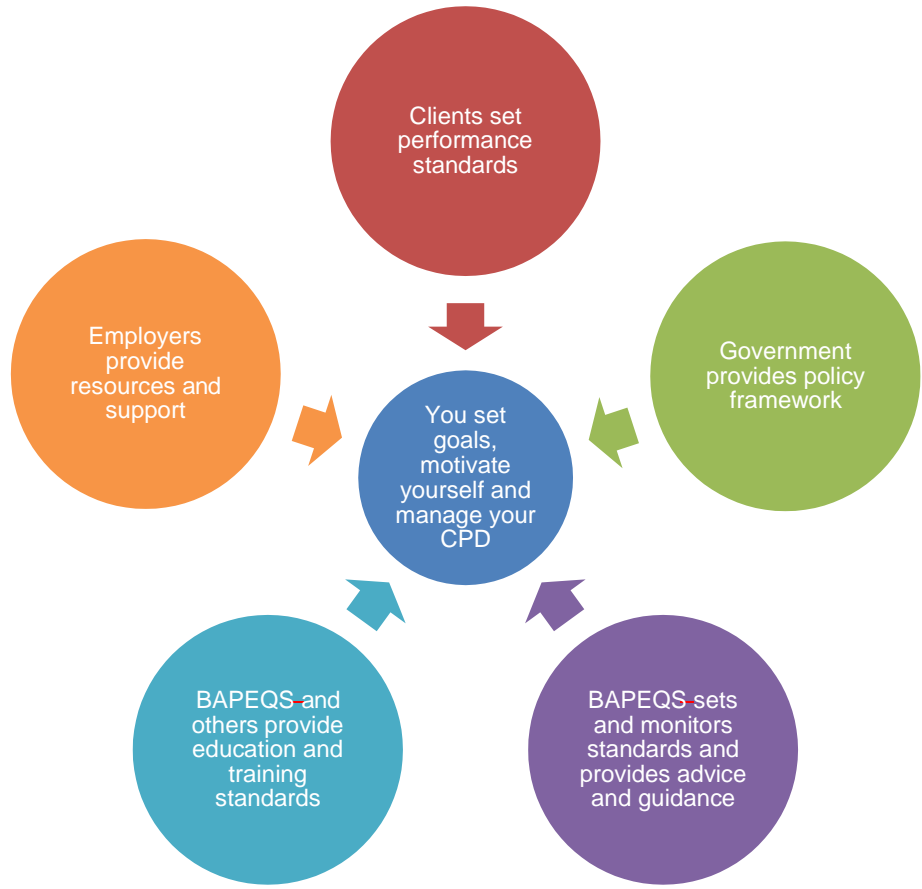 Clients set
performance
standards
Employers
provide
resources and
support
Government
provides policy
framework
You set
goals,
motivate
yourself and
manage your
CPD
BAPEQS-and
others provide
education and
training
standards
BAPEQS-sets
and monitors
standards and
provides advice
and guidance